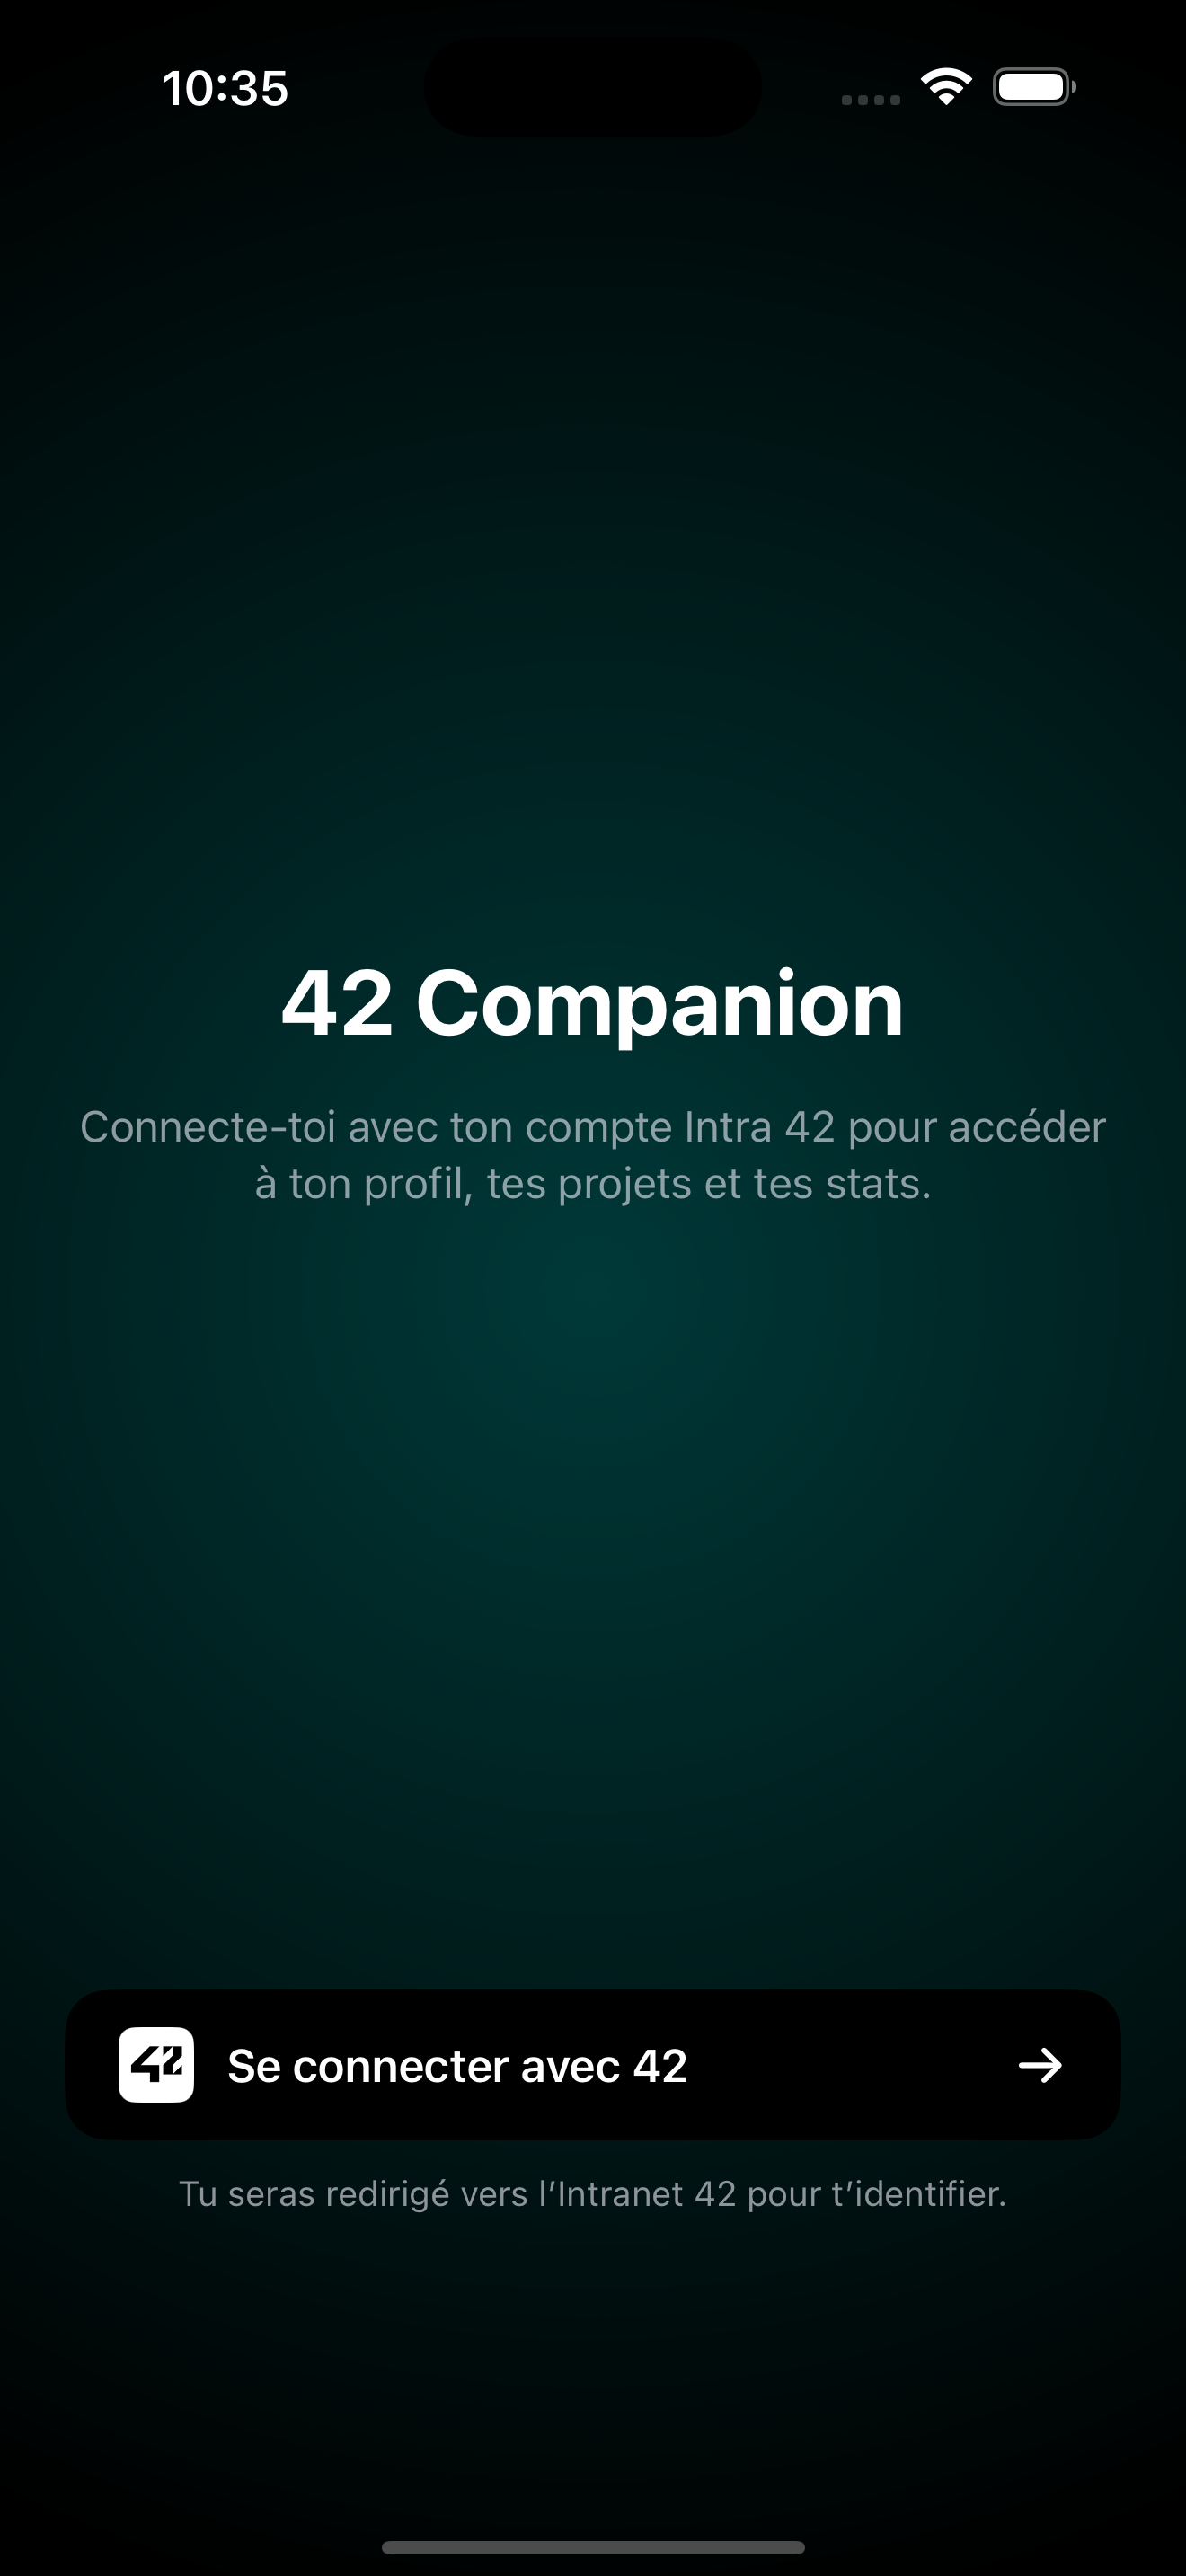 10:35
42 Companion
Connecte-toi avec ton compte Intra 42 pour accéder
à ton profil, tes projets et tes stats.
42 Se connecter avec 42
Tu seras redirigé vers l’Intranet 42 pour t’identifier.